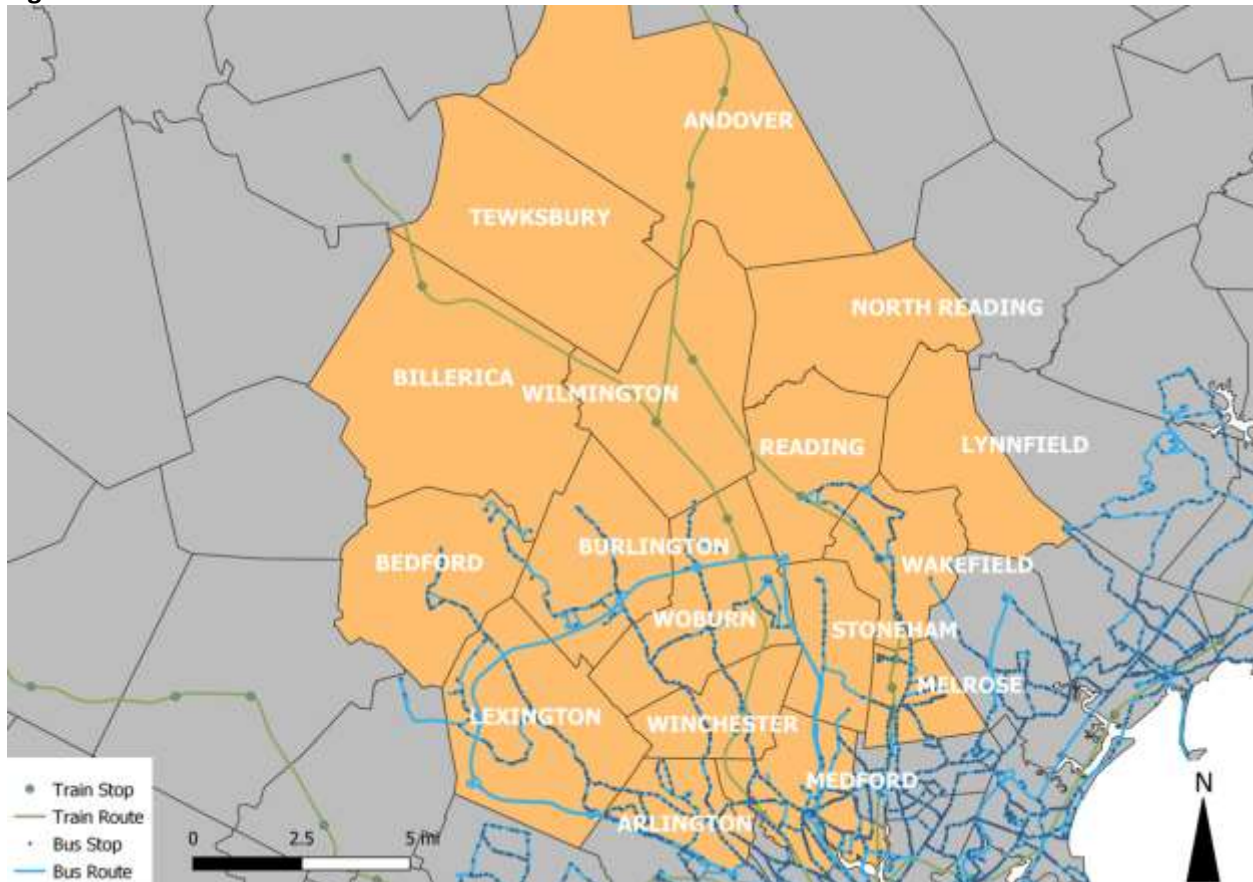 ANDOVER
TEWKSBURY
NORTH READING
BILLERICA
WILMINGTON
READING
LYNNFIELD
BURLINGTON
BEDFORD
WAKEFIELD
WOBURN
STONEHAM
MELROSE
LEXINGTON
WINCHESTER
MEDFORD
ARLINGTON
Train Stop
Train Route
Bus Stop
Bus Route
0 2.5 5 mi
N